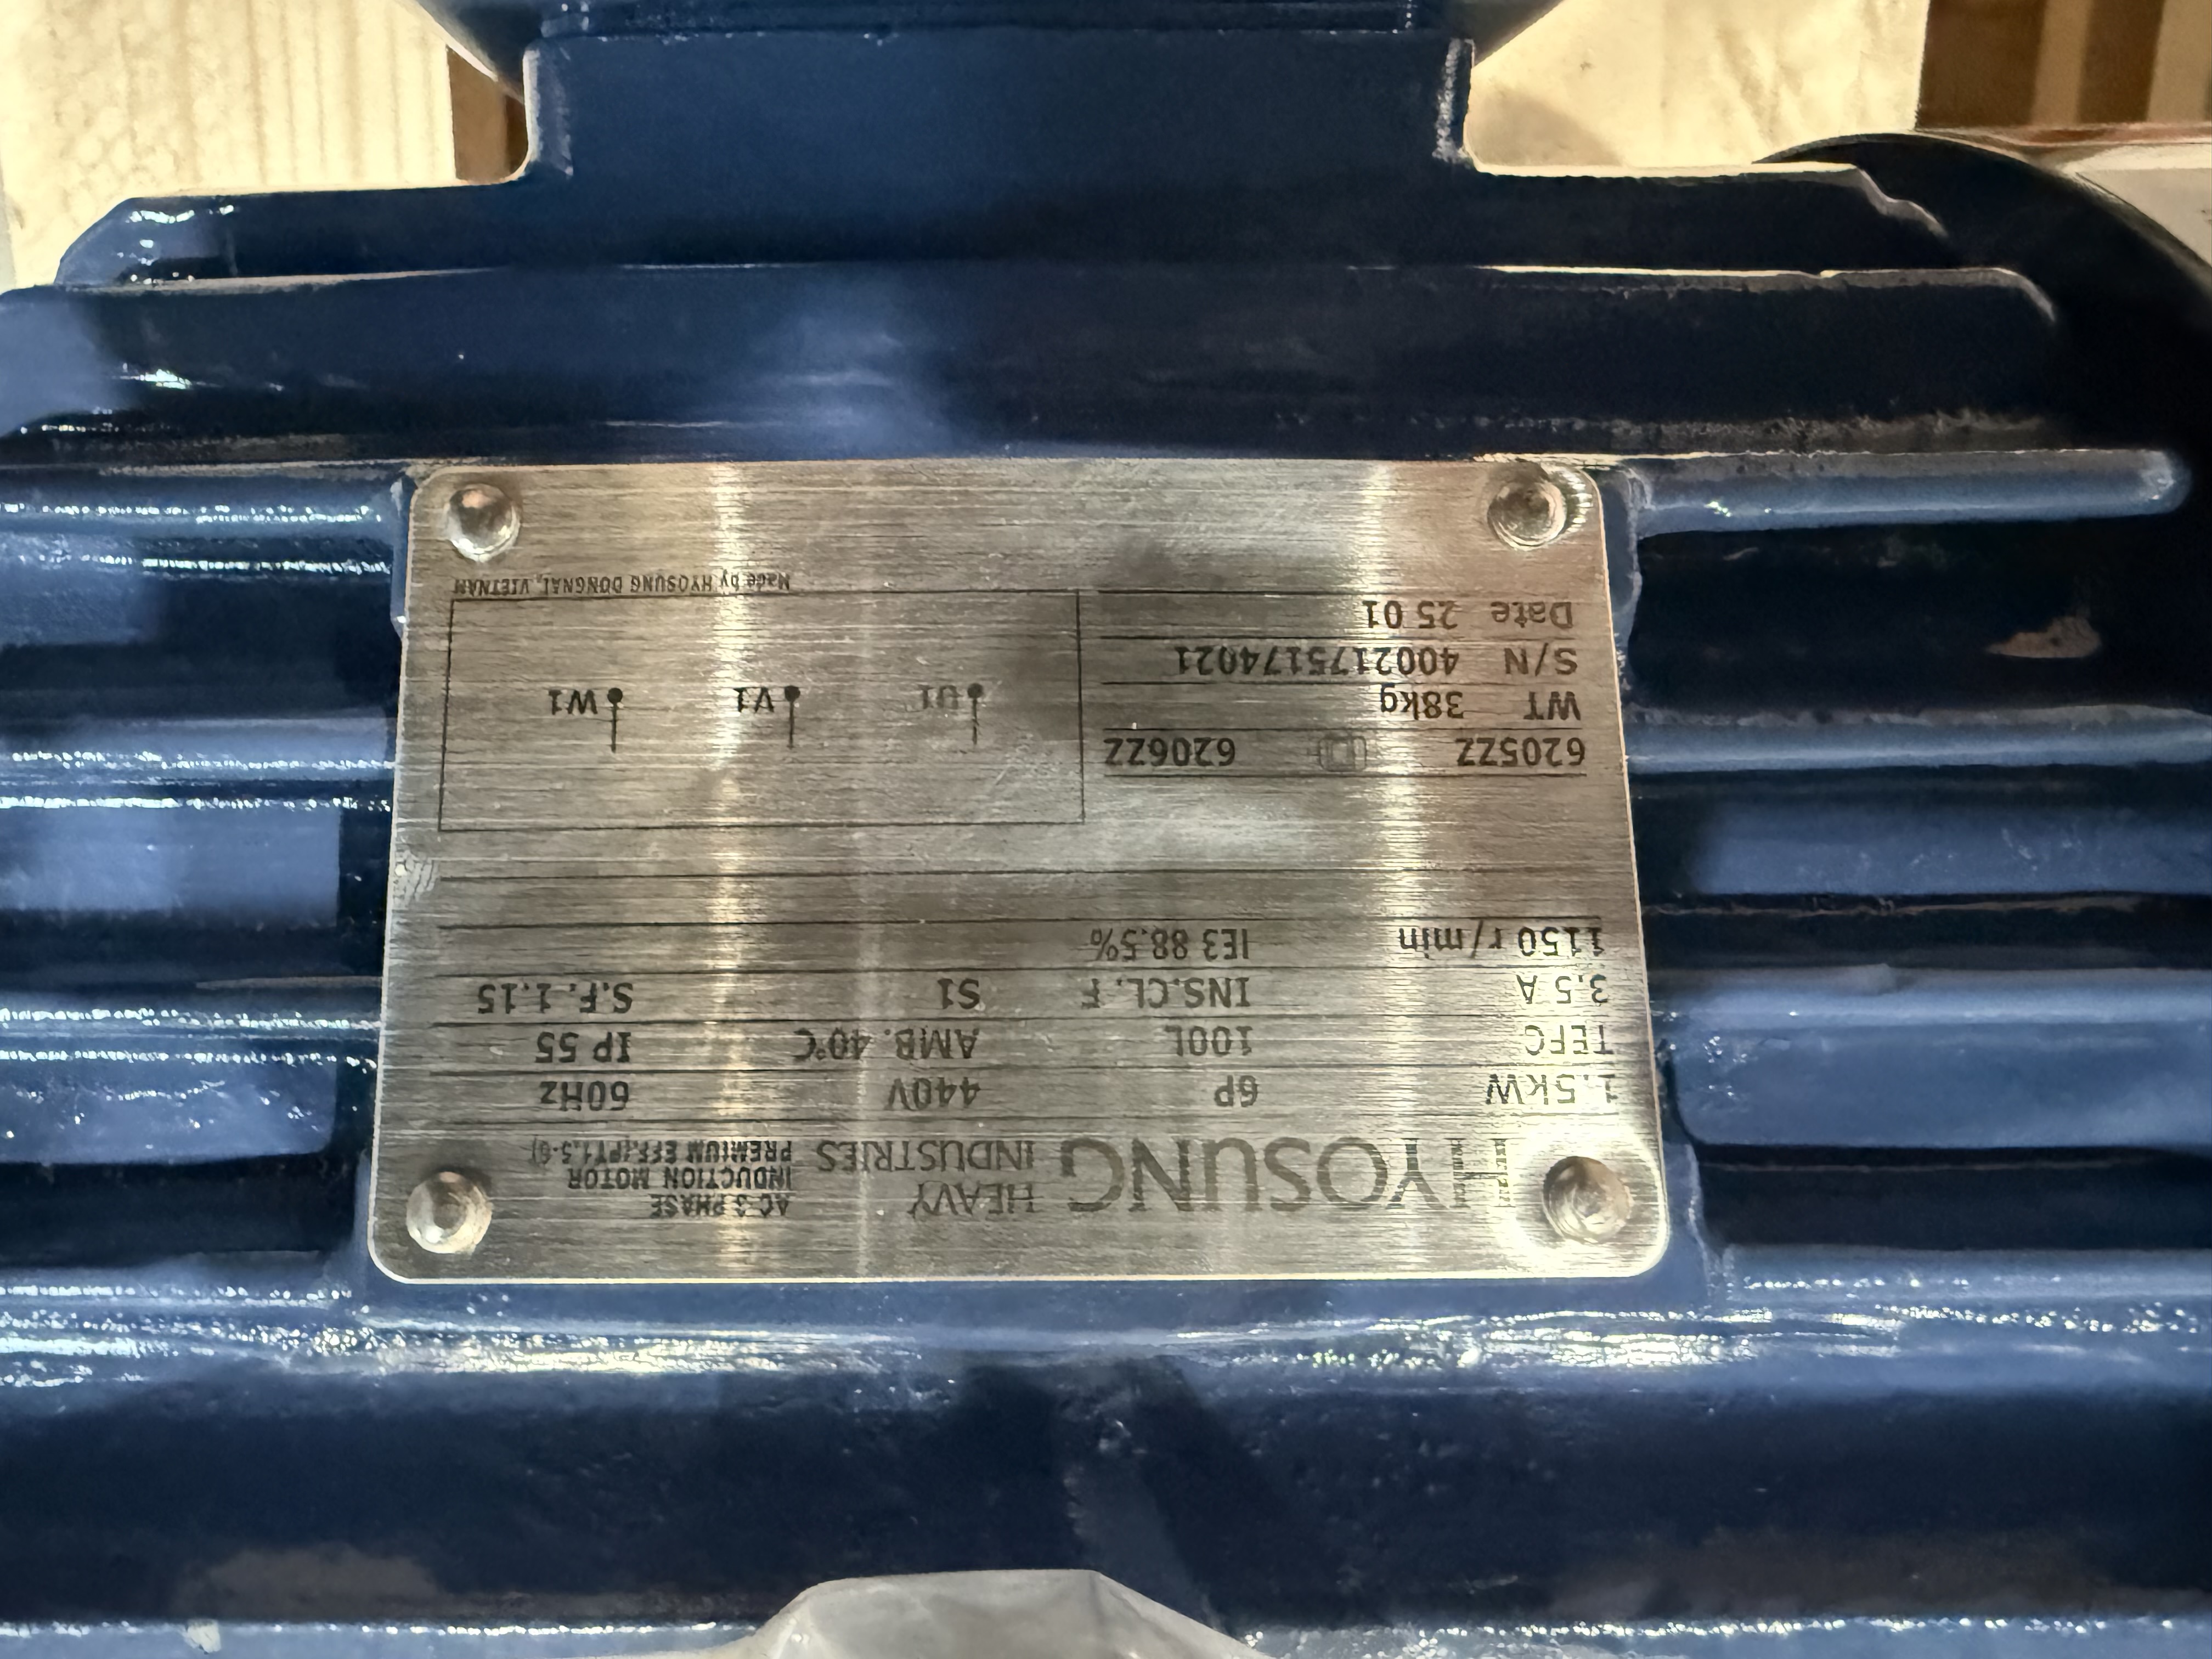 HYOSUNG HEAVY INDUSTRIES
AC 3 PHASE
INDUCTION MOTOR
PREMIUM EFF.(PY1.5-6)
1.5kW 6P 440V 60Hz
TEFC 100L AMB. 40°C IP 55
3.5 A INS.CL. F S1 S.F. 1.15
1150 r/min IE3 88.5%
6205ZZ 6206ZZ
WT 38kg
S/N 4002175174021
Date 25 01
U1 V1 W1
Made by HYOSUNG DONGNAI, VIETNAM